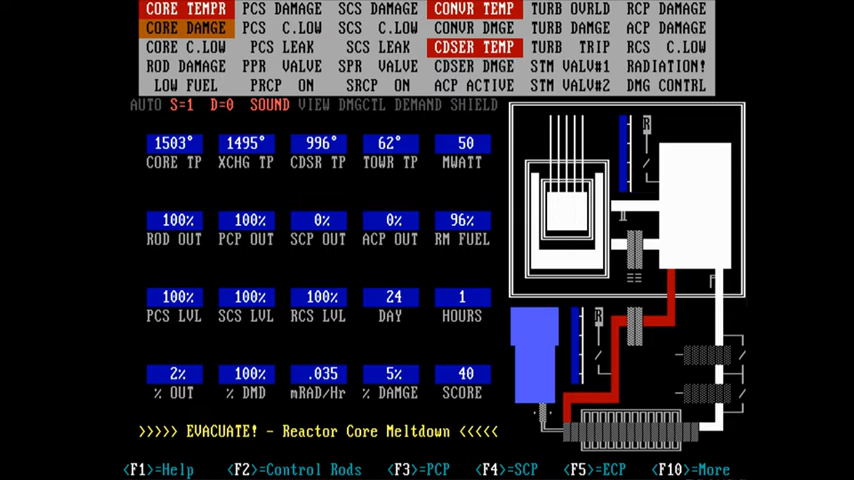 CORE TEMPR PCS DAMAGE SCS DAMAGE CONVR TEMP TURB OVRLD RCP DAMAGE
CORE DAMGE PCS C.LOW SCS C.LOW CONVR DMGE TURB DAMGE ACP DAMAGE
CORE C.LOW PCS LEAK SCS LEAK CDSER TEMP TURB TRIP RCS C.LOW
ROD DAMAGE PPR VALVE SPR VALVE CDSER DMGE STM VALV#1 RADIATION!
LOW FUEL PRCP ON SRCP ON ACP ACTIVE STM VALV#2 DMG CONTRL
AUTO S=1 D=0 SOUND VIEW DMGCTL DEMAND SHIELD
R
1503° 1495° 996° 62° 50
CORE TP XCHG TP CDSR TP TOWR TP MWATT
100% 100% 0% 0% 96%
ROD OUT PCP OUT SCP OUT ACP OUT RM FUEL
100% 100% 100% 24 1
PCS LVL SCS LVL RCS LVL DAY HOURS
R
2% 100% .035 5% 40
% OUT % DMD mRAD/Hr % DAMAGE SCORE
>>>>> EVACUATE! - Reactor Core Meltdown <<<<<
<F1>=Help <F2>=Control Rods <F3>=PCP <F4>=SCP <F5>=ECP <F10>=More